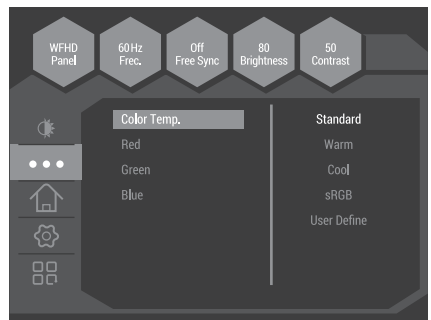 WFHD
Panel
60Hz
Frec.
Off
Free Sync
80
Brightness
50
Contrast
Color Temp.
Red
Green
Blue
Standard
Warm
Cool
sRGB
User Define